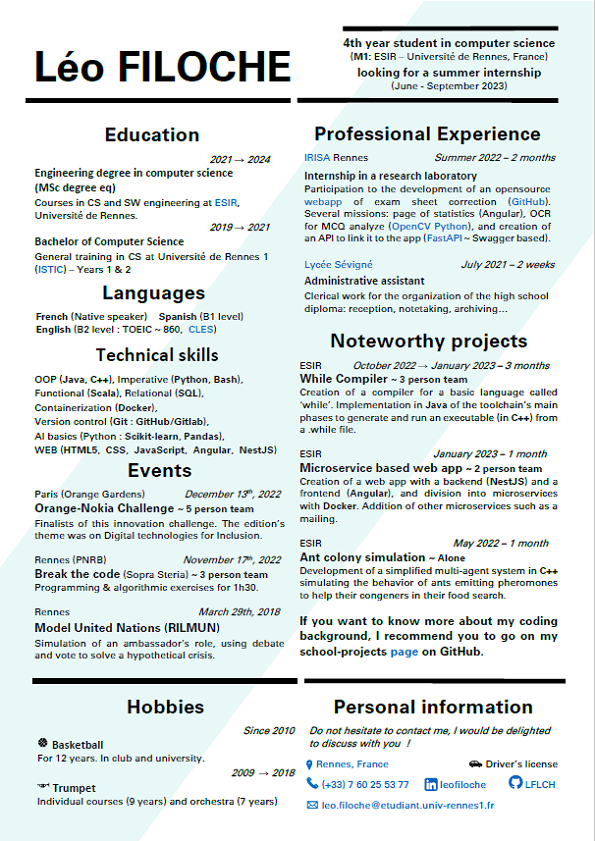 Léo FILOCHE
4th year student in computer science
(M1: ESIR – Université de Rennes, France)
looking for a summer internship
(June - September 2023)
Education
2021 → 2024
Engineering degree in computer science
(MSc degree eq)
Courses in CS and SW engineering at ESIR,
Université de Rennes.
2019 → 2021
Bachelor of Computer Science
General training in CS at Université de Rennes 1
(ISTIC) – Years 1 & 2
Languages
French (Native speaker) Spanish (B1 level)
English (B2 level : TOEIC ~ 860, CLES)
Technical skills
OOP (Java, C++), Imperative (Python, Bash),
Functional (Scala), Relational (SQL),
Containerization (Docker),
Version control (Git : GitHub/Gitlab),
AI basics (Python : Scikit-learn, Pandas),
WEB (HTML5, CSS, JavaScript, Angular, NestJS)
Events
Paris (Orange Gardens) December 13th, 2022
Orange-Nokia Challenge ~ 5 person team
Finalists of this innovation challenge. The edition's
theme was on Digital technologies for Inclusion.
Rennes (PNRB) November 17th, 2022
Break the code (Sopra Steria) ~ 3 person team
Programming & algorithmic exercises for 1h30.
Rennes March 29th, 2018
Model United Nations (RILMUN)
Simulation of an ambassador's role, using debate
and vote to solve a hypothetical crisis.
Professional Experience
IRISA Rennes Summer 2022 – 2 months
Internship in a research laboratory
Participation to the development of an opensource
webapp of exam sheet correction (GitHub).
Several missions: page of statistics (Angular), OCR
for MCQ analyze (OpenCV Python), and creation of
an API to link it to the app (FastAPI ~ Swagger based).
Lycée Sévigné July 2021 – 2 weeks
Administrative assistant
Clerical work for the organization of the high school
diploma: reception, notetaking, archiving…
Noteworthy projects
ESIR October 2022 → January 2023 – 3 months
While Compiler ~ 3 person team
Creation of a compiler for a basic language called
'while'. Implementation in Java of the toolchain's main
phases to generate and run an executable (in C++) from
a .while file.
ESIR January 2023 – 1 month
Microservice based web app ~ 2 person team
Creation of a web app with a backend (NestJS) and a
frontend (Angular), and division into microservices
with Docker. Addition of other microservices such as a
mailing.
ESIR May 2022 – 1 month
Ant colony simulation ~ Alone
Development of a simplified multi-agent system in C++
simulating the behavior of ants emitting pheromones
to help their congeners in their food search.
If you want to know more about my coding
background, I recommend you to go on my
school-projects page on GitHub.
Hobbies
Since 2010
Basketball
For 12 years. In club and university.
2009 → 2018
Trumpet
Individual courses (9 years) and orchestra (7 years)
Personal information
Do not hesitate to contact me, I would be delighted
to discuss with you !
Rennes, France Driver's license
(+33) 7 60 25 53 77 leofiloche LFLCH
leo.filoche@etudiant.univ-rennes1.fr